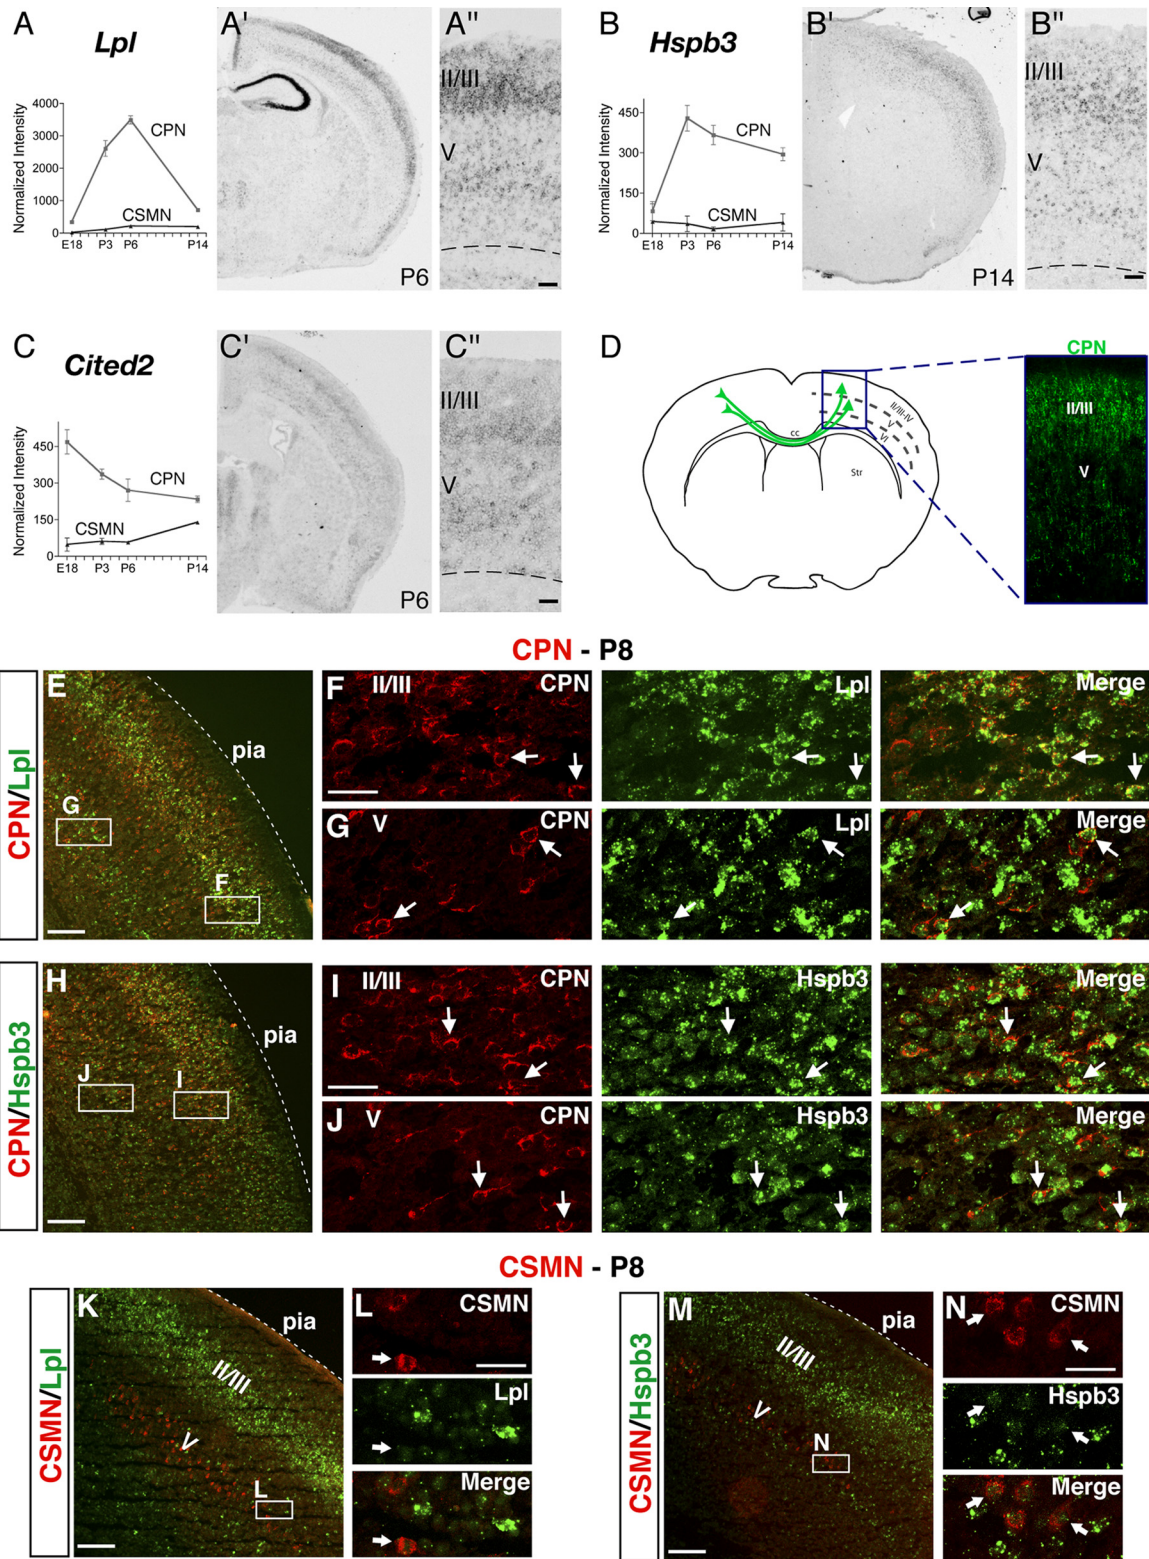 A
Lpl
Normalized Intensity
4000
3000
2000
1000
0
CPN
CSMN
E18
P3
P6
P14
A'
P6
A"
II/III
V
B
Hspb3
Normalized Intensity
450
300
150
0
CPN
CSMN
E18
P3
P6
P14
B'
P14
B"
II/III
V
C
Cited2
Normalized Intensity
450
300
150
0
CPN
CSMN
E18
P3
P6
P14
C'
P6
C"
II/III
V
D
cc
Str
II/III-IV
V
VI
CPN
II/III
V
CPN - P8
CPN/Lpl
E
pia
G
F
F
II/III
CPN
Lpl
Merge
G
V
CPN
Lpl
Merge
CPN/Hspb3
H
pia
J
I
I
II/III
CPN
Hspb3
Merge
J
V
CPN
Hspb3
Merge
CSMN - P8
CSMN/Lpl
K
pia
II/III
V
L
L
CSMN
Lpl
Merge
CSMN/Hspb3
M
pia
II/III
V
N
N
CSMN
Hspb3
Merge